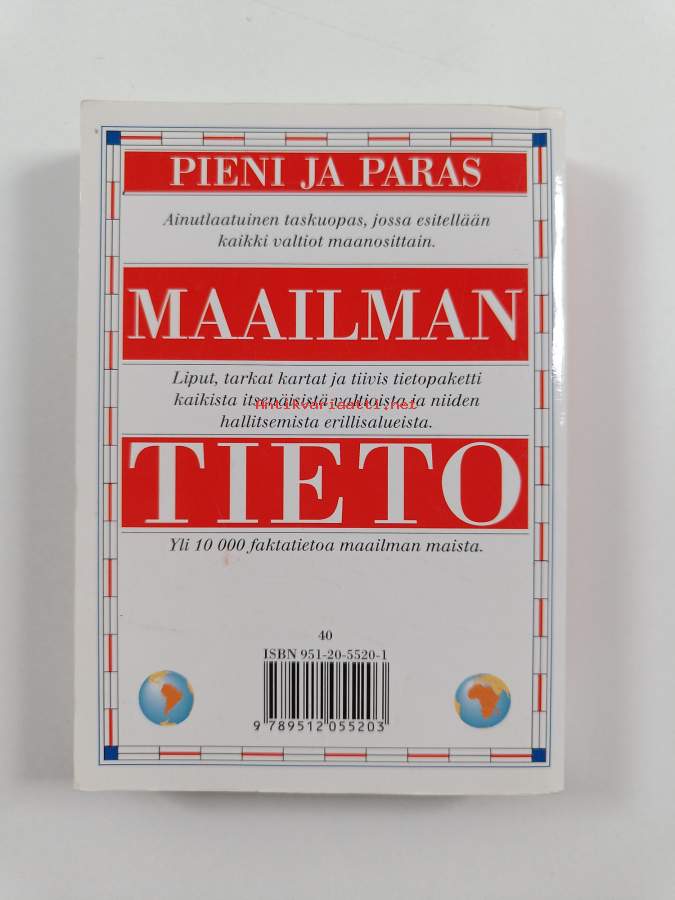 PIENI JA PARAS
Ainutlaatuinen taskuopas, jossa esitellään
kaikki valtiot maanosittain.
MAAILMAN
Liput, tarkat kartat ja tiivis tietopaketti
kaikista itsenäisistä valtioista ja niiden
Antikvariaatti.net
hallitsemista erillisalueista.
TIETO
Yli 10 000 faktatietoa maailman maista.
40
ISBN 951-20-5520-1
9 789512 055203